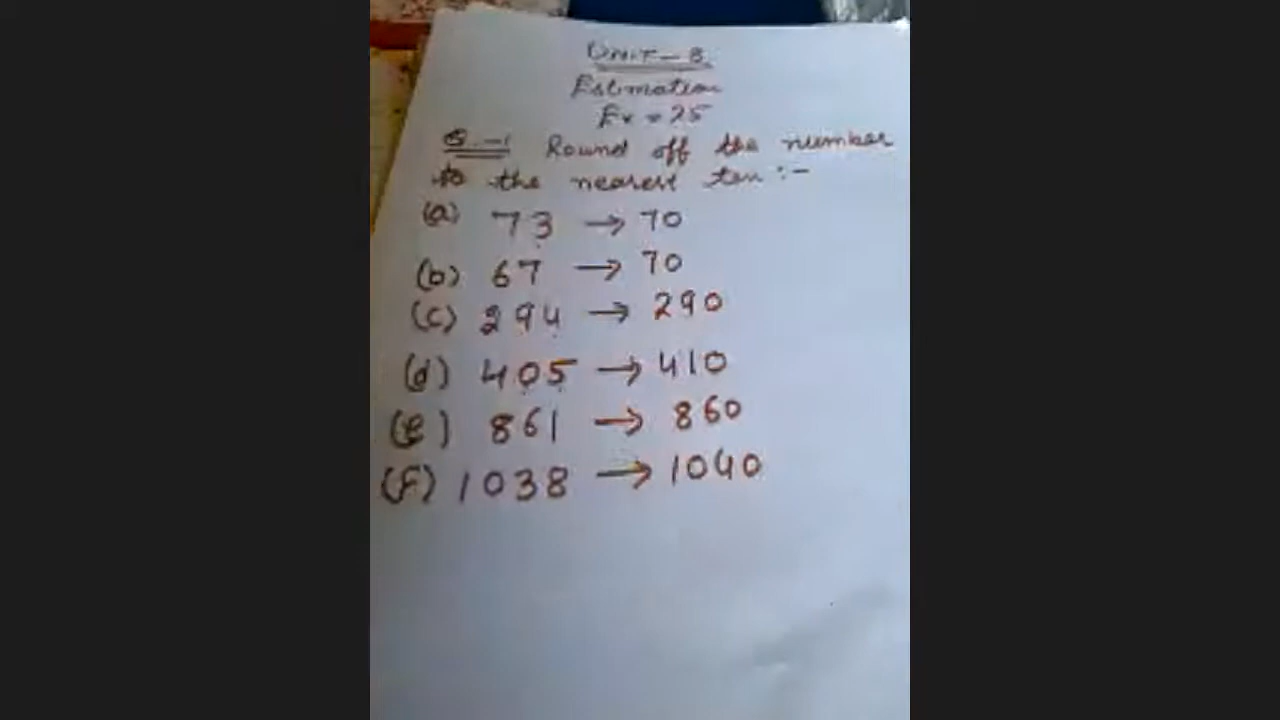 UNIT - 8
Estimation
Ex = 25
Q.-1 Round off the number
to the nearest ten :-
(a) 73 → 70
(b) 67 → 70
(c) 294 → 290
(d) 405 → 410
(e) 861 → 860
(F) 1038 → 1040